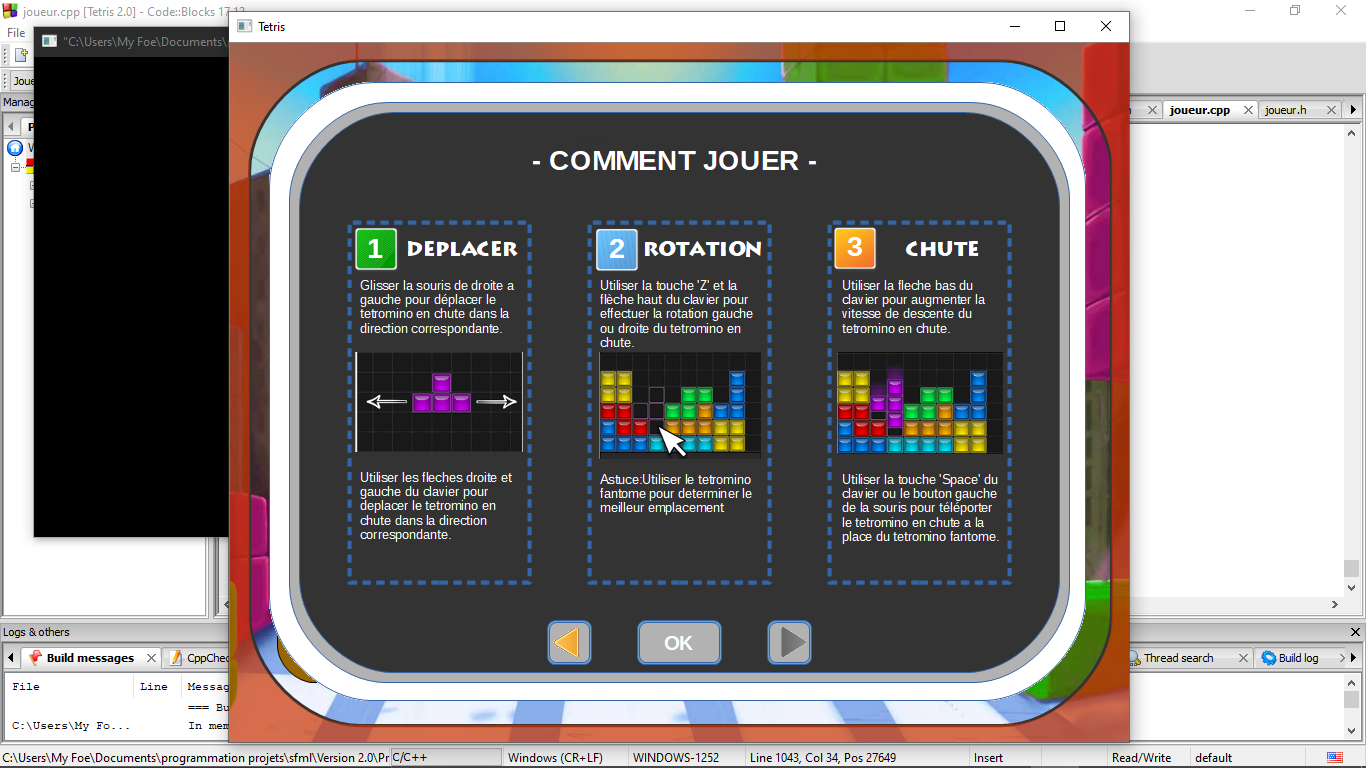 joueur.cpp [Tetris 2.0] - Code::Blocks 17.12
File
"C:\Users\My Foe\Documents\
Tetris
joueur.cpp
joueur.h
- COMMENT JOUER -
1 DEPLACER
Glisser la souris de droite a
gauche pour déplacer le
tetromino en chute dans la
direction correspondante.
Utiliser les fleches droite et
gauche du clavier pour
deplacer le tetromino en
chute dans la direction
correspondante.
2 ROTATION
Utiliser la touche 'Z' et la
flèche haut du clavier pour
effectuer la rotation gauche
ou droite du tetromino en
chute.
Astuce:Utiliser le tetromino
fantome pour determiner le
meilleur emplacement
3 CHUTE
Utiliser la fleche bas du
clavier pour augmenter la
vitesse de descente du
tetromino en chute.
Utiliser la touche 'Space' du
clavier ou le bouton gauche
de la souris pour téléporter
le tetromino en chute a la
place du tetromino fantome.
OK
Logs & others
Build messages
CppChe
Thread search
Build log
File Line Messag
=== Bu
C:\Users\My Fo... In mem
C:\Users\My Foe\Documents\programmation projets\sfml\Version 2.0\Pr C/C++ Windows (CR+LF) WINDOWS-1252 Line 1043, Col 34, Pos 27649 Insert Read/Write default